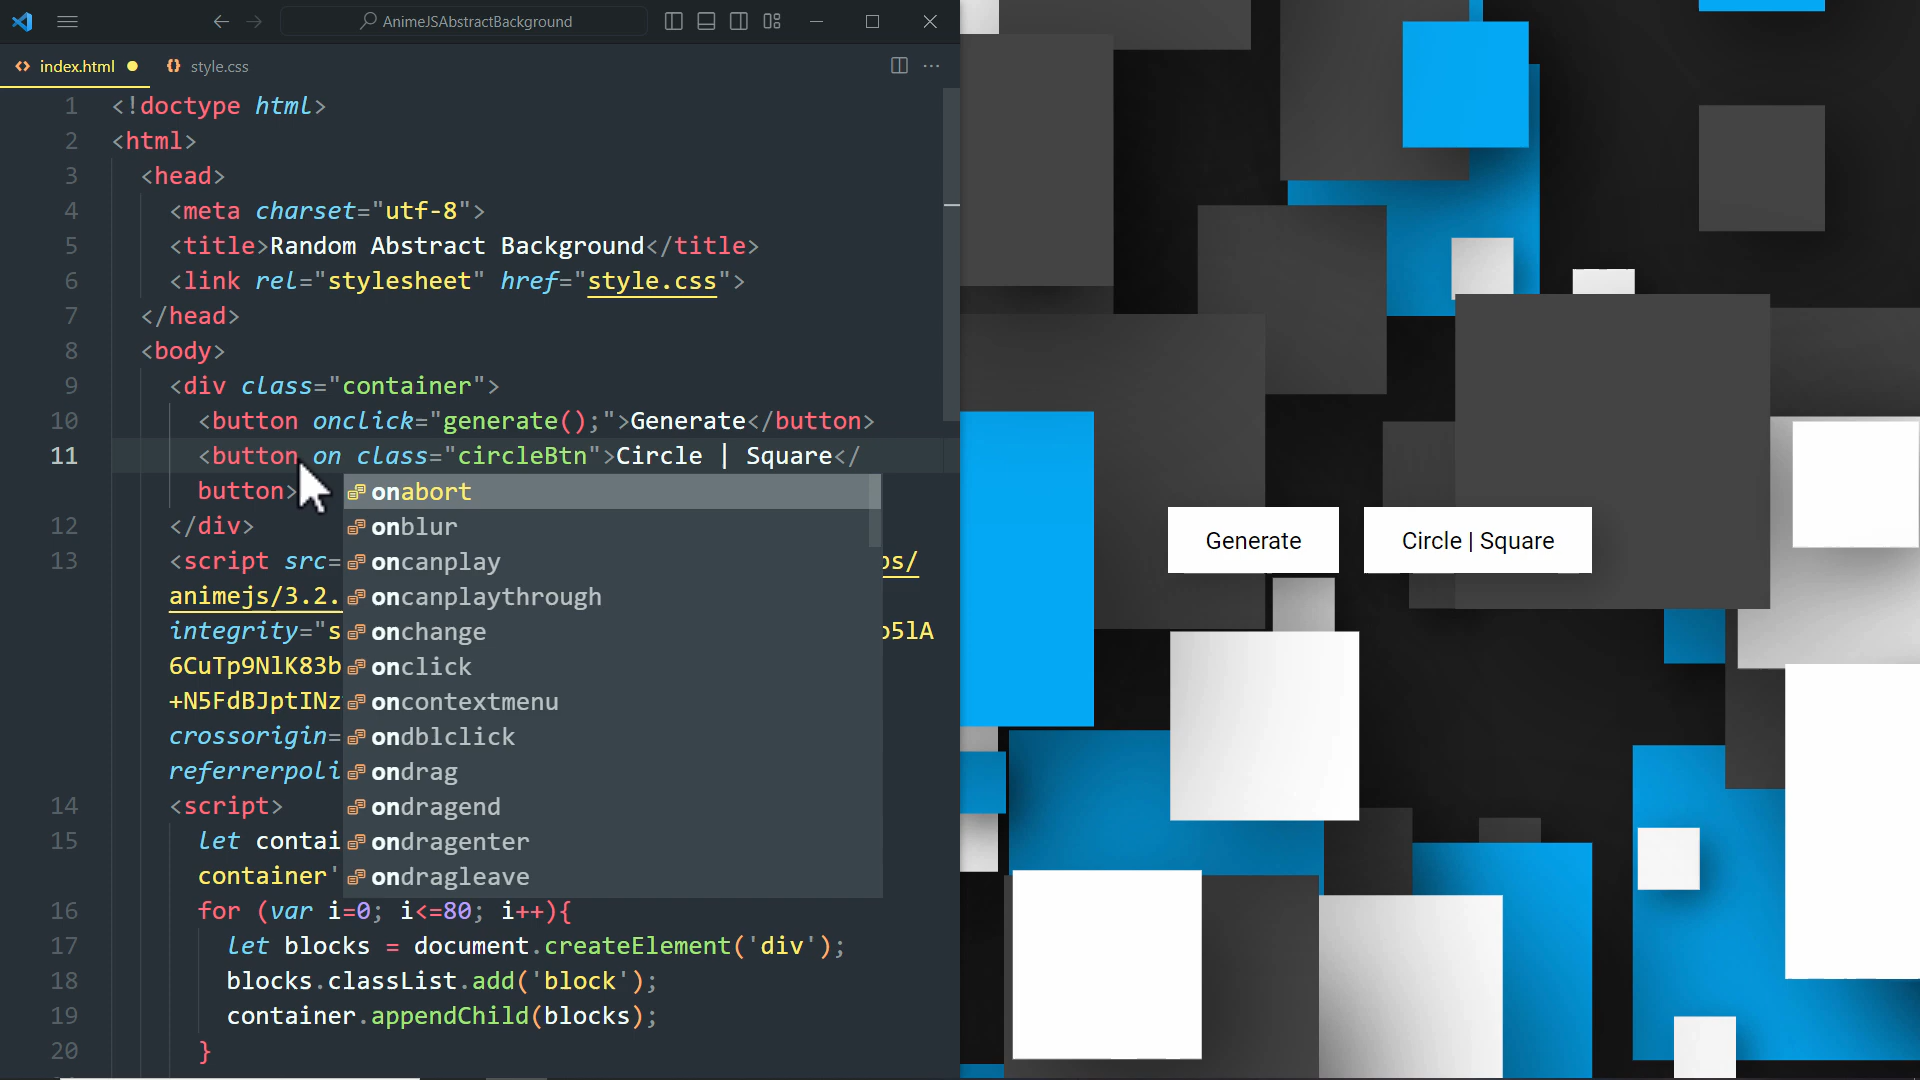 AnimeJSAbstractBackground
index.html
style.css
1 <!doctype html>
2 <html>
3 <head>
4 <meta charset="utf-8">
5 <title>Random Abstract Background</title>
6 <link rel="stylesheet" href="style.css">
7 </head>
8 <body>
9 <div class="container">
10 <button onclick="generate();">Generate</button>
11 <button on class="circleBtn">Circle | Square</
button>
onabort
onblur
12 </div>
oncanplay
13 <script src=
ps/
animejs/3.2.
oncanplaythrough
integrity="s
onchange
p5lA
6CuTp9NlK83b
onclick
+N5FdBJptINz
oncontextmenu
crossorigin=
ondblclick
referrerpoli
ondrag
14 <script>
ondragend
15 let contai
ondragenter
container'
ondragleave
16 for (var i=0; i<=80; i++){
17 let blocks = document.createElement('div');
18 blocks.classList.add('block');
19 container.appendChild(blocks);
20 }
Generate
Circle | Square